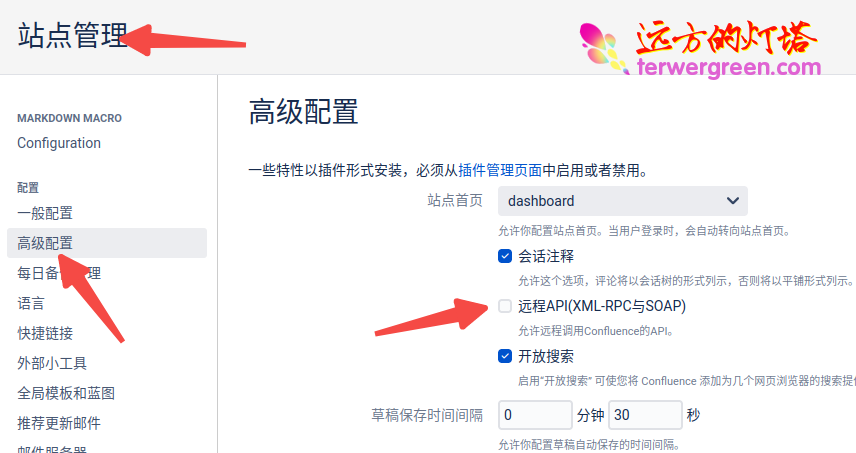 站点管理
远方的灯塔
terwergreen.com
MARKDOWN MACRO
Configuration
配置
一般配置
高级配置
每日备 理
语言
快捷链接
外部小工具
全局模板和蓝图
推荐更新邮件
邮件服务器
高级配置
一些特性以插件形式安装，必须从插件管理页面中启用或者禁用。
站点首页 dashboard
允许你配置站点首页。当用户登录时，会自动转向站点首页。
会话注释
允许这个选项，评论将以会话树的形式列示，否则将以平铺形式列示。
远程API(XML-RPC与SOAP)
允许远程调用Confluence的API。
开放搜索
启用“开放搜索” 可使您将 Confluence 添加为几个网页浏览器的搜索提
草稿保存时间间隔 0 分钟 30 秒
允许你配置草稿自动保存的时间间隔。